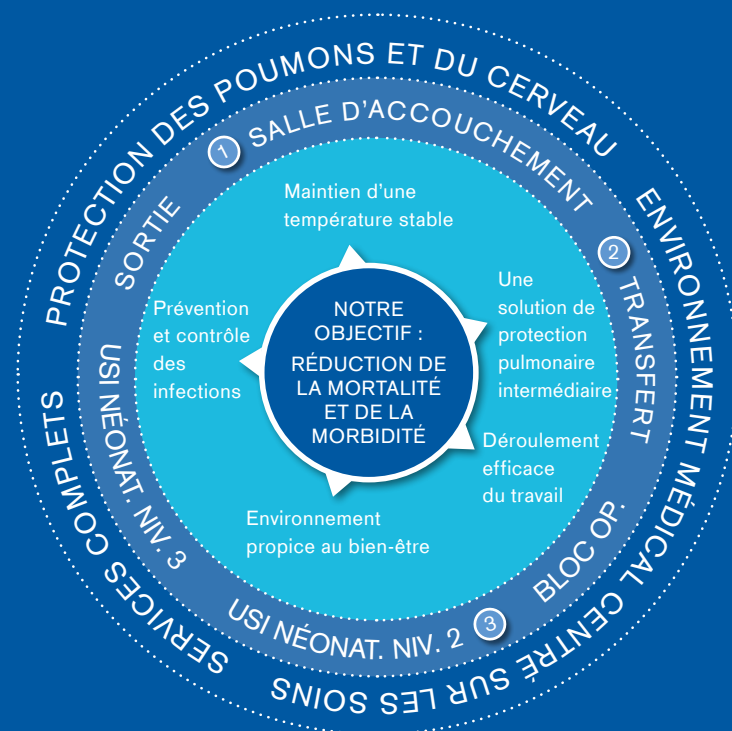 PROTECTION DES POUMONS ET DU CERVEAU
ENVIRONNEMENT MÉDICAL CENTRÉ SUR LES SOINS
SERVICES COMPLETS
1
SALLE D'ACCOUCHEMENT
2
TRANSFERT
BLOC OP.
3
USI NÉONAT. NIV. 2
USI NÉONAT. NIV. 3
SORTIE
Maintien d'une
température stable
Une
solution de
protection
pulmonaire
intermédiaire
Déroulement
efficace
du travail
Environnement
propice au bien-être
Prévention
et contrôle
des
infections
NOTRE
OBJECTIF :
RÉDUCTION DE
LA MORTALITÉ
ET DE LA
MORBIDITÉ